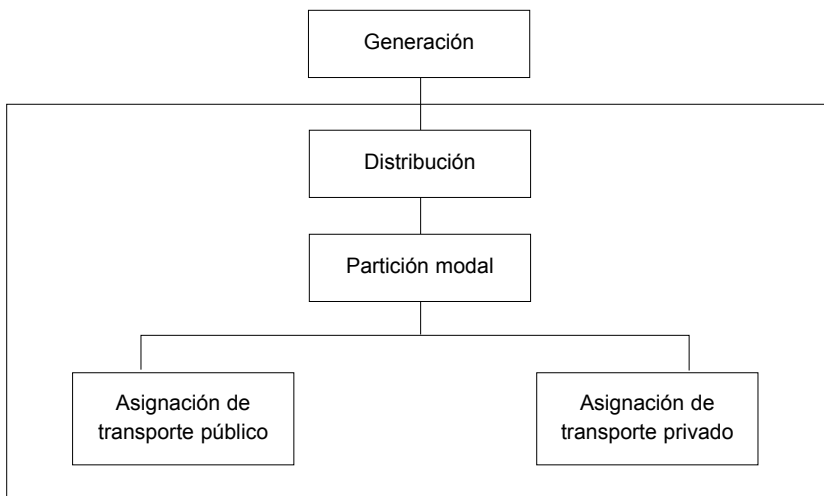 Generación
Distribución
Partición modal
Asignación de
transporte público
Asignación de
transporte privado